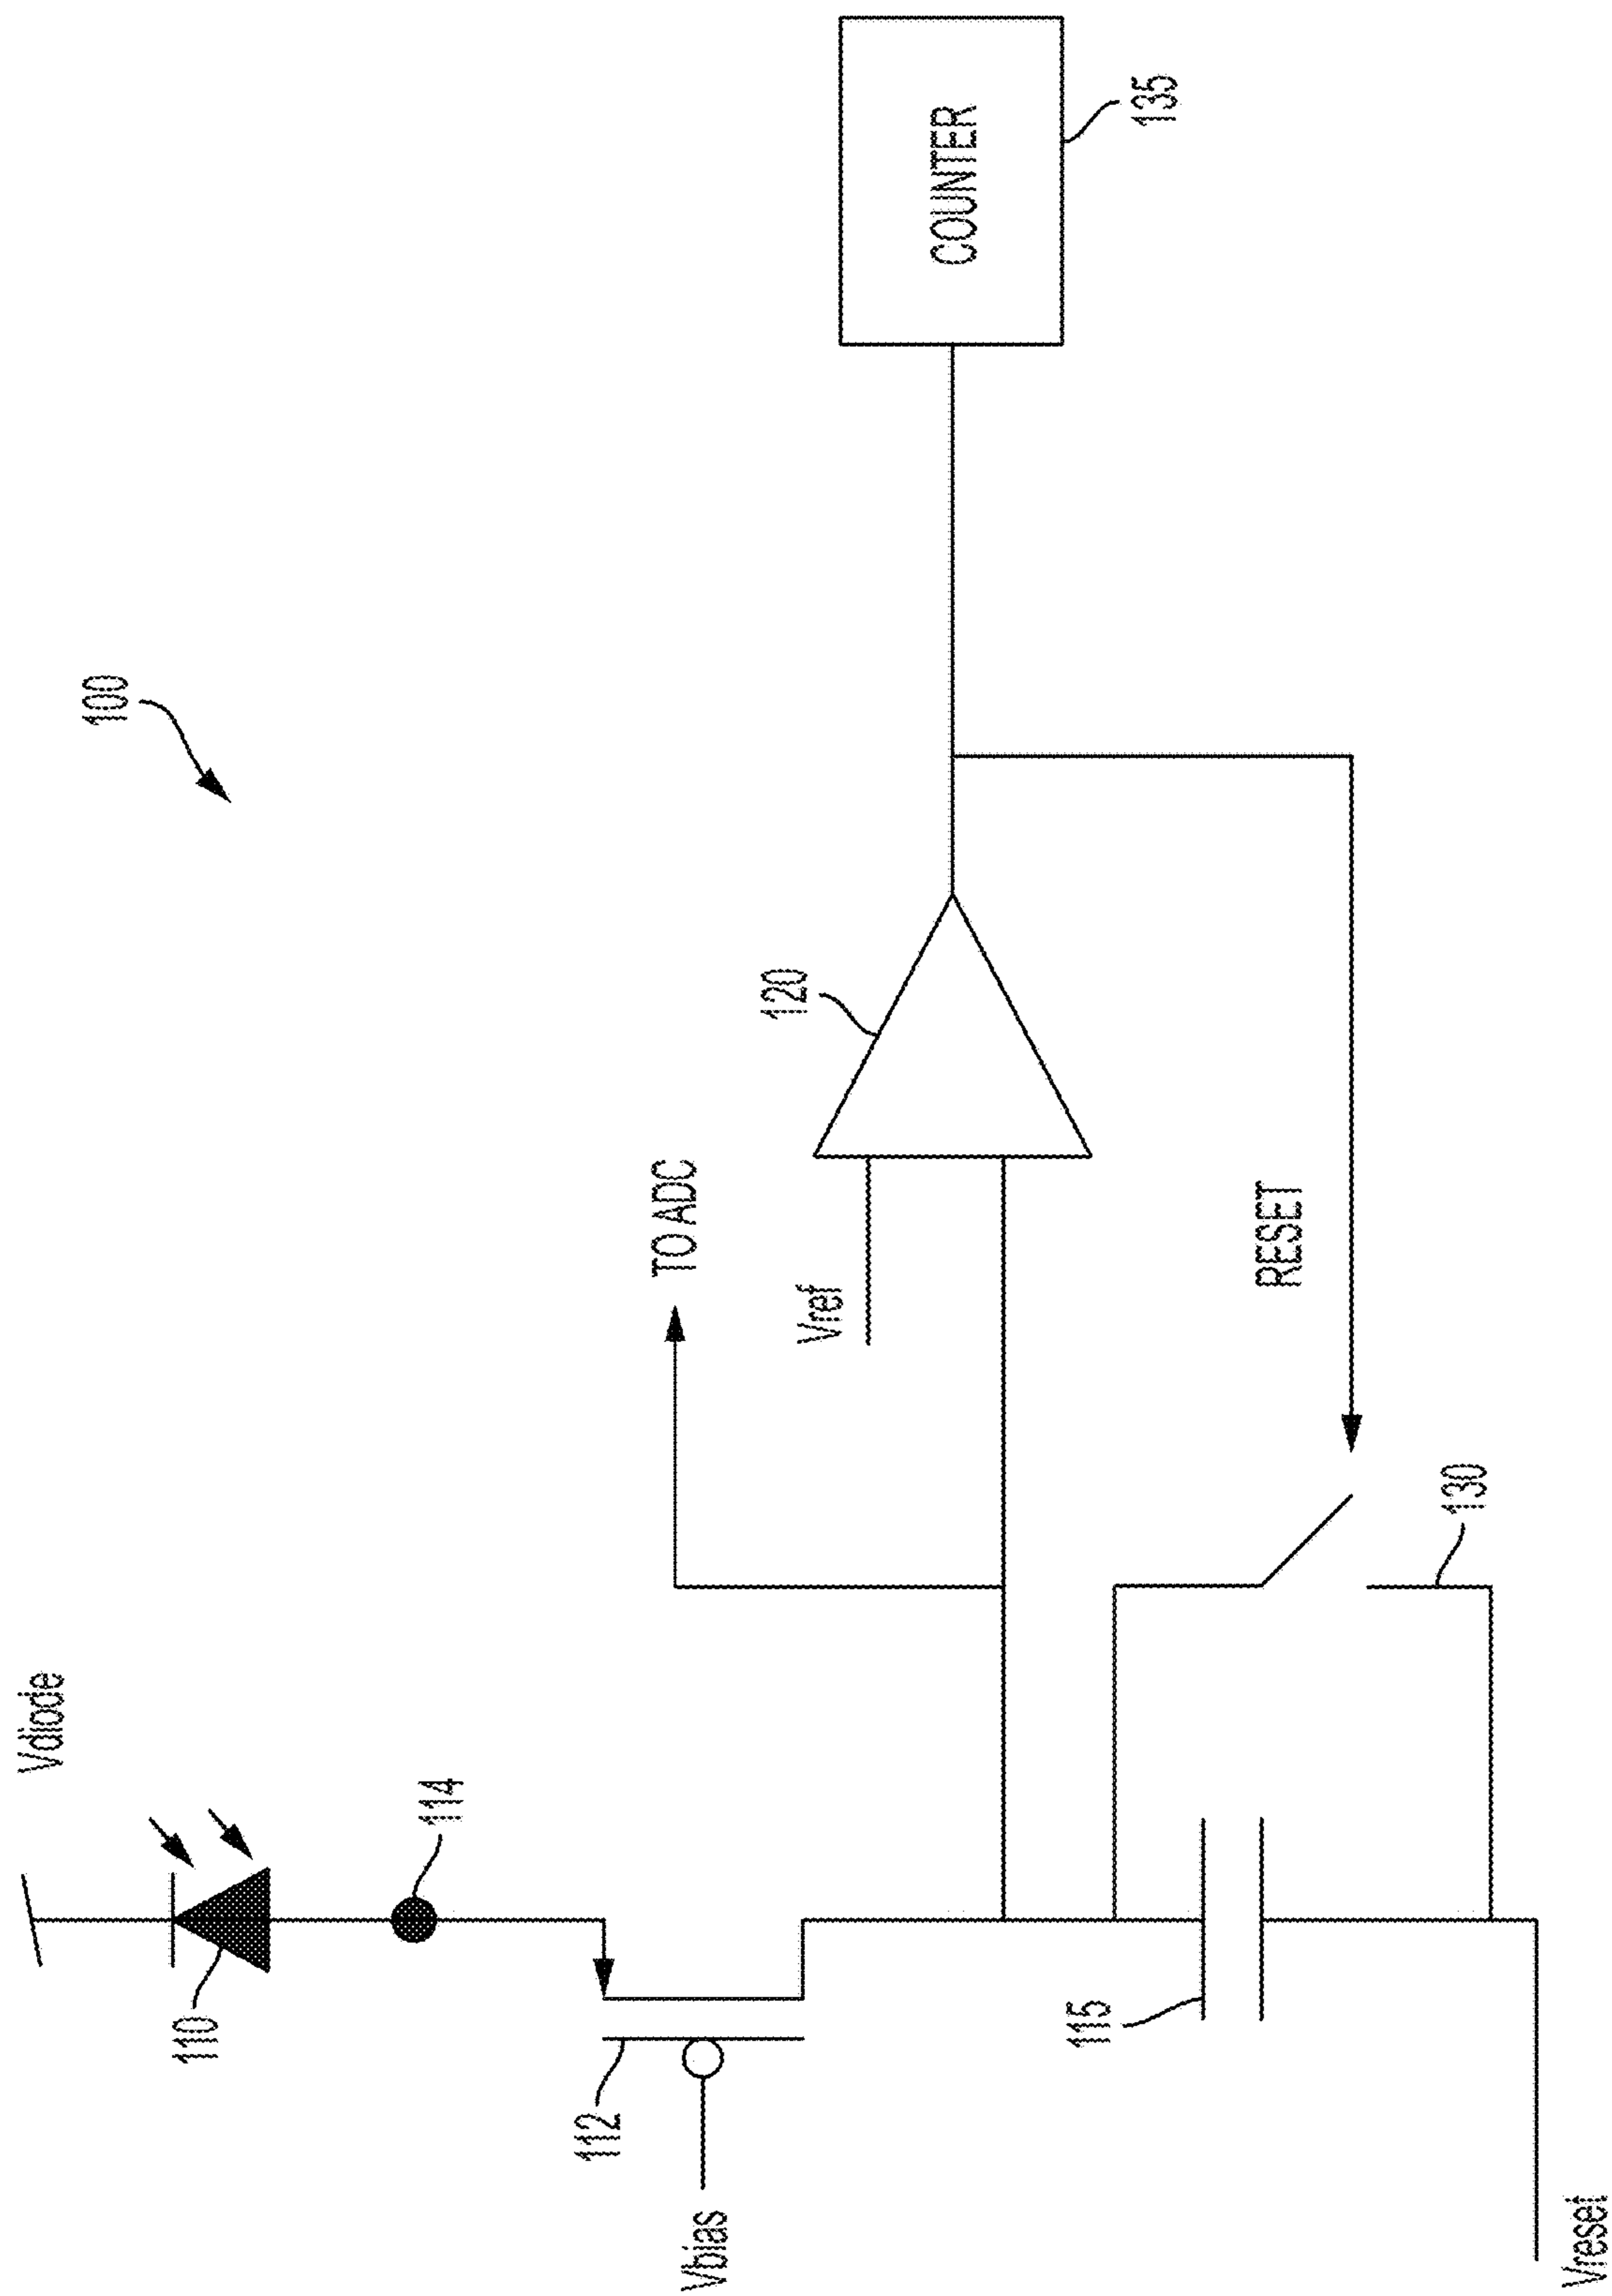 100
Vdiode
110
114
TO ADC
112
Vbias
Vref
120
COUNTER
135
115
RESET
130
Vreset